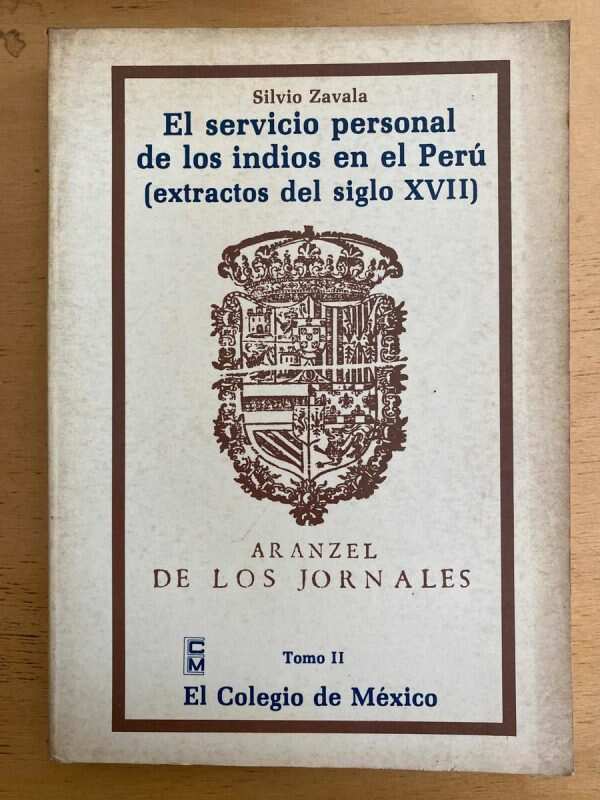 Silvio Zavala
El servicio personal
de los indios en el Perú
(extractos del siglo XVII)
ARANZEL
DE LOS JORNALES
CM
Tomo II
El Colegio de México